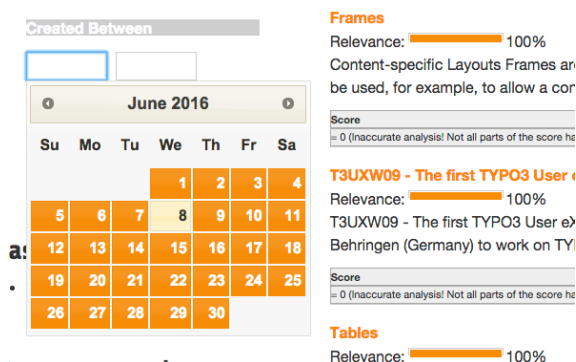 Created Between
June 2016
Su Mo Tu We Th Fr Sa
1 2 3 4
5 6 7 8 9 10 11
12 13 14 15 16 17 18
19 20 21 22 23 24 25
26 27 28 29 30
Frames
Relevance: 100%
Content-specific Layouts Frames are
be used, for example, to allow a con
Score
= 0 (Inaccurate analysis! Not all parts of the score ha
T3UXW09 - The first TYPO3 User e
Relevance: 100%
T3UXW09 - The first TYPO3 User eX
Behringen (Germany) to work on TY
Score
= 0 (Inaccurate analysis! Not all parts of the score ha
Tables
Relevance: 100%